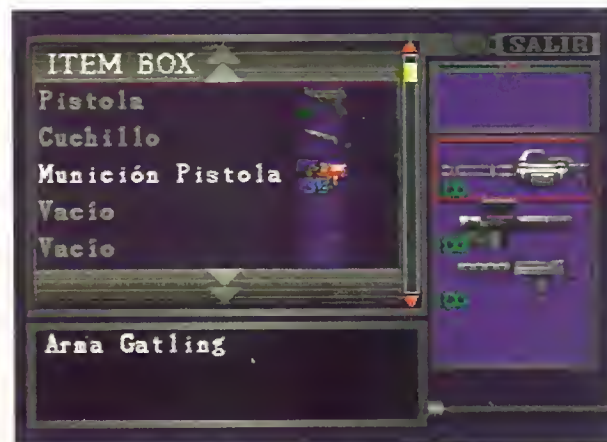 SALIR
ITEM BOX
Pistola
Cuchillo
Munición Pistola
Vacío
Vacío
Arma Gatling